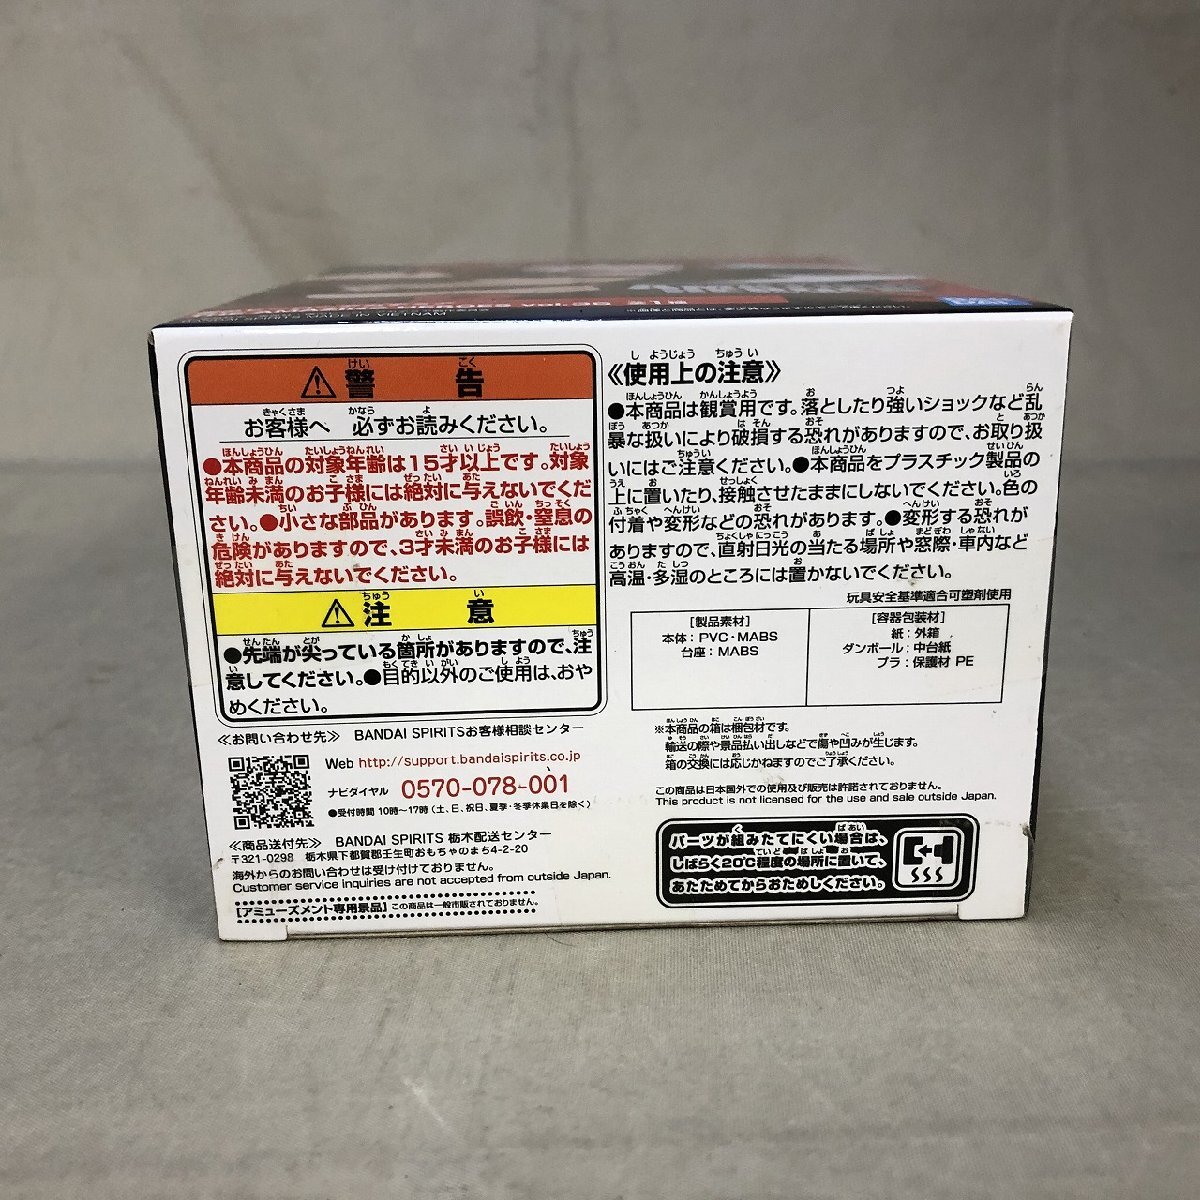 警告
お客様へ 必ずお読みください。
●本商品の対象年齢は15才以上です。対象
年齢未満のお子様には絶対に与えないでくだ
さい。●小さな部品があります。誤飲・窒息の
危険がありますので、3才未満のお子様には
絶対に与えないでください。
注意
●先端が尖っている箇所がありますので、注
意してください。●目的以外のご使用は、おや
めください。
≪お問い合わせ先≫ BANDAI SPIRITSお客様相談センター
Web http://support.bandaispirits.co.jp
ナビダイヤル 0570-078-001
●受付時間 10時〜17時(土、日、祝日、夏季・冬季休業日を除く)
≪商品送付先≫ BANDAI SPIRITS 栃木配送センター
〒321-0298 栃木県下都賀郡壬生町おもちゃのまち4-2-20
海外からのお問い合わせは受け付けておりません。
Customer service inquiries are not accepted from outside Japan.
【アミューズメント専用景品】この商品は一般市販されておりません。
≪使用上の注意≫
●本商品は観賞用です。落としたり強いショックなど乱
暴な扱いにより破損する恐れがありますので、お取り扱
いにはご注意ください。●本商品をプラスチック製品の
上に置いたり、接触させたままにしないでください。色の
付着や変形などの恐れがあります。●変形する恐れが
ありますので、直射日光の当たる場所や窓際・車内など
高温・多湿のところには置かないでください。
玩具安全基準適合可塑剤使用
[製品素材]
本体:PVC・MABS
台座:MABS
[容器包装材]
紙:外箱
ダンボール:中台紙
プラ:保護材 PE
※本商品の箱は梱包材です。
輸送の際や景品払い出しなどで傷や凹みが生じます。
箱の交換には応じかねますのでご了承ください。
この商品は日本国外での使用及び販売は許諾されておりません。
This product is not licensed for the use and sale outside Japan.
パーツが組みたてにくい場合は、
しばらく20℃程度の場所に置いて、
あたためてからおためしください。